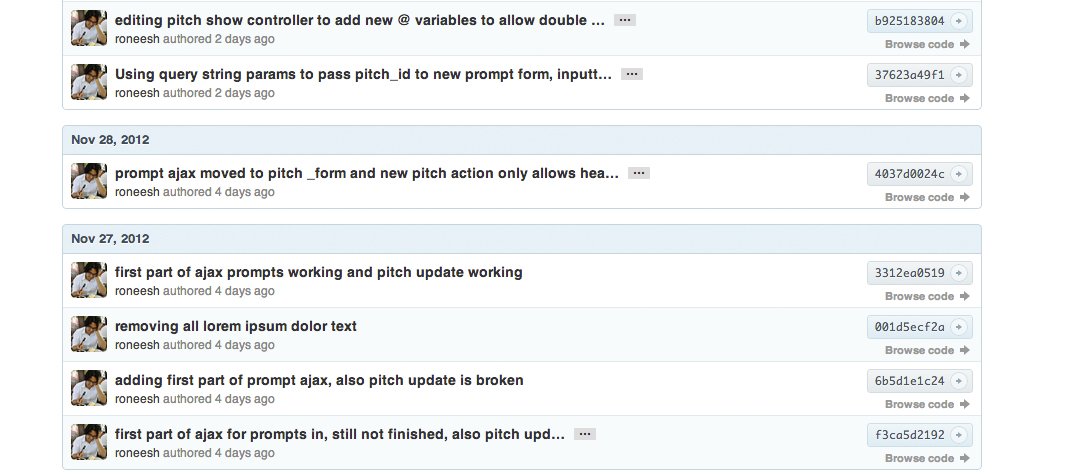 editing pitch show controller to add new @ variables to allow double … ...
b925183804
roneesh authored 2 days ago
Browse code
Using query string params to pass pitch_id to new prompt form, inputt… ...
37623a49f1
roneesh authored 2 days ago
Browse code
Nov 28, 2012
prompt ajax moved to pitch _form and new pitch action only allows hea… ...
4037d0024c
roneesh authored 4 days ago
Browse code
Nov 27, 2012
first part of ajax prompts working and pitch update working
3312ea0519
roneesh authored 4 days ago
Browse code
removing all lorem ipsum dolor text
001d5ecf2a
roneesh authored 4 days ago
Browse code
adding first part of prompt ajax, also pitch update is broken
6b5d1e1c24
roneesh authored 4 days ago
Browse code
first part of ajax for prompts in, still not finished, also pitch upd… ...
f3ca5d2192
roneesh authored 4 days ago
Browse code